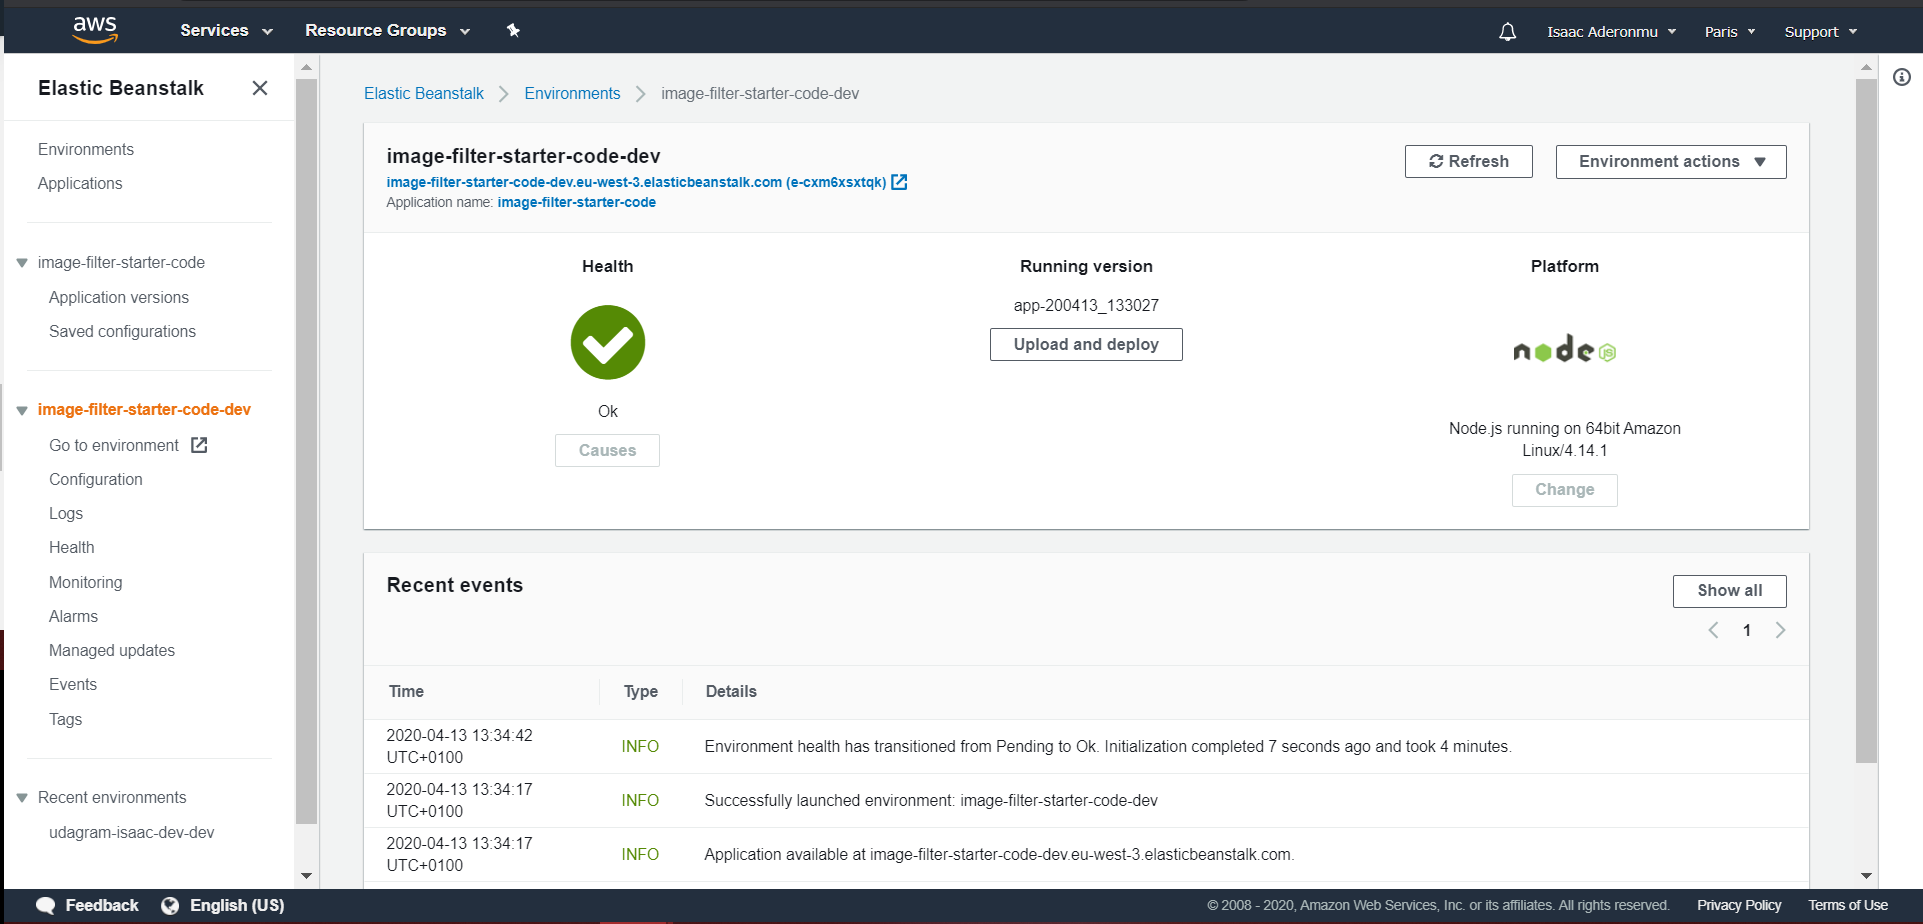 aws
Services
Resource Groups
Isaac Aderonmu
Paris
Support
Elastic Beanstalk
Environments
Applications
image-filter-starter-code
Application versions
Saved configurations
image-filter-starter-code-dev
Go to environment
Configuration
Logs
Health
Monitoring
Alarms
Managed updates
Events
Tags
Recent environments
udagram-isaac-dev-dev
Elastic Beanstalk
Environments
image-filter-starter-code-dev
image-filter-starter-code-dev
image-filter-starter-code-dev.eu-west-3.elasticbeanstalk.com (e-cxm6xsxtqk)
Application name: image-filter-starter-code
Refresh
Environment actions
Health
Ok
Causes
Running version
app-200413_133027
Upload and deploy
Platform
node JS
Node.js running on 64bit Amazon
Linux/4.14.1
Change
Recent events
Show all
1
Time Type Details
2020-04-13 13:34:42
UTC+0100
INFO
Environment health has transitioned from Pending to Ok. Initialization completed 7 seconds ago and took 4 minutes.
2020-04-13 13:34:17
UTC+0100
INFO
Successfully launched environment: image-filter-starter-code-dev
2020-04-13 13:34:17
UTC+0100
INFO
Application available at image-filter-starter-code-dev.eu-west-3.elasticbeanstalk.com.
Feedback
English (US)
© 2008 - 2020, Amazon Web Services, Inc. or its affiliates. All rights reserved.
Privacy Policy
Terms of Use